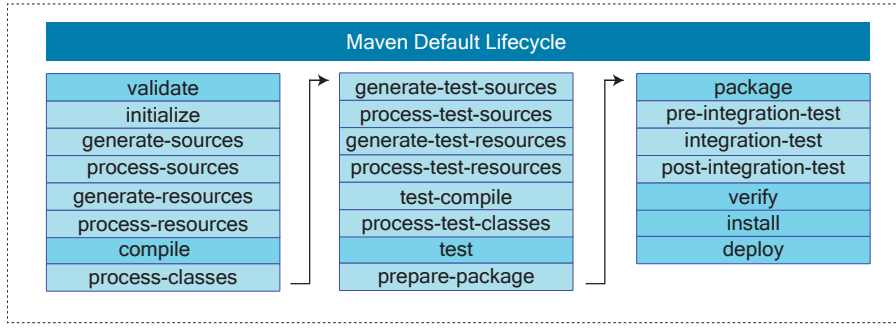 Maven Default Lifecycle
validate
initialize
generate-sources
process-sources
generate-resources
process-resources
compile
process-classes
generate-test-sources
process-test-sources
generate-test-resources
process-test-resources
test-compile
process-test-classes
test
prepare-package
package
pre-integration-test
integration-test
post-integration-test
verify
install
deploy